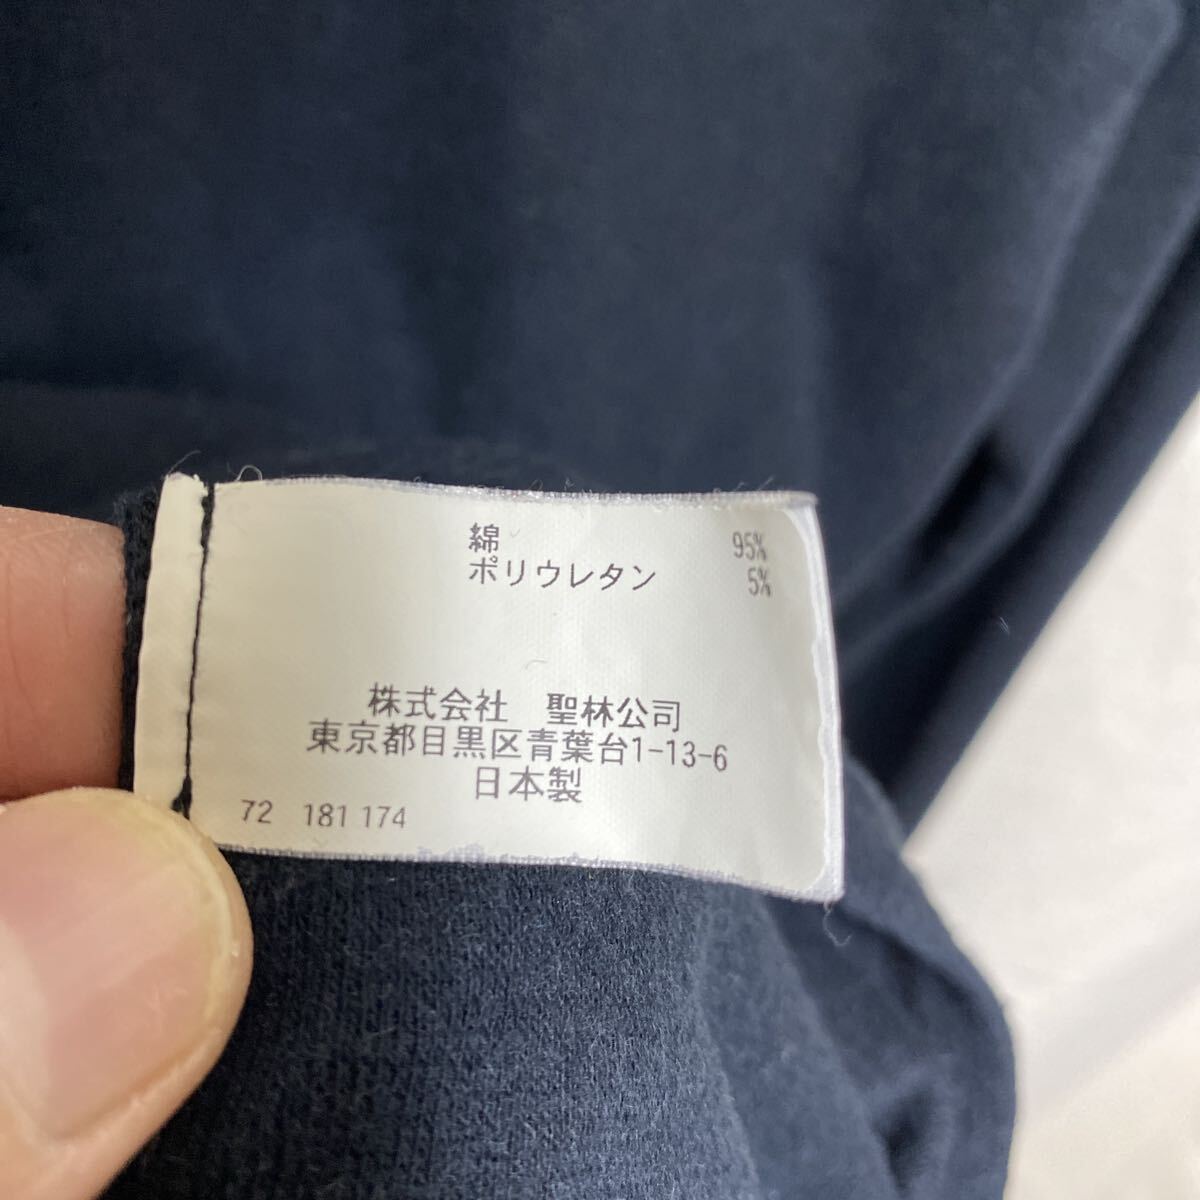 綿 95%
ポリウレタン 5%
株式会社 聖林公司
東京都目黒区青葉台1-13-6
日本製
72 181 174